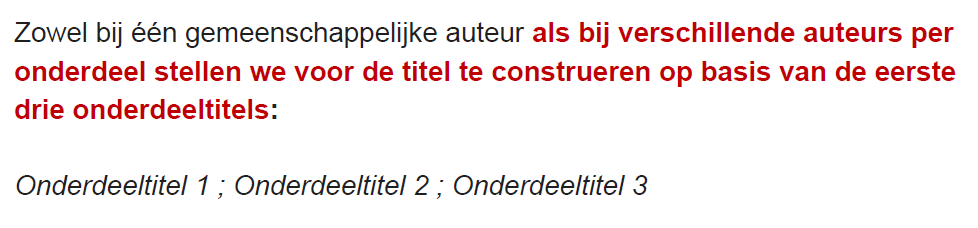 Zowel bij één gemeenschappelijke auteur als bij verschillende auteurs per
onderdeel stellen we voor de titel te construeren op basis van de eerste
drie onderdeeltitels:
Onderdeeltitel 1 ; Onderdeeltitel 2 ; Onderdeeltitel 3